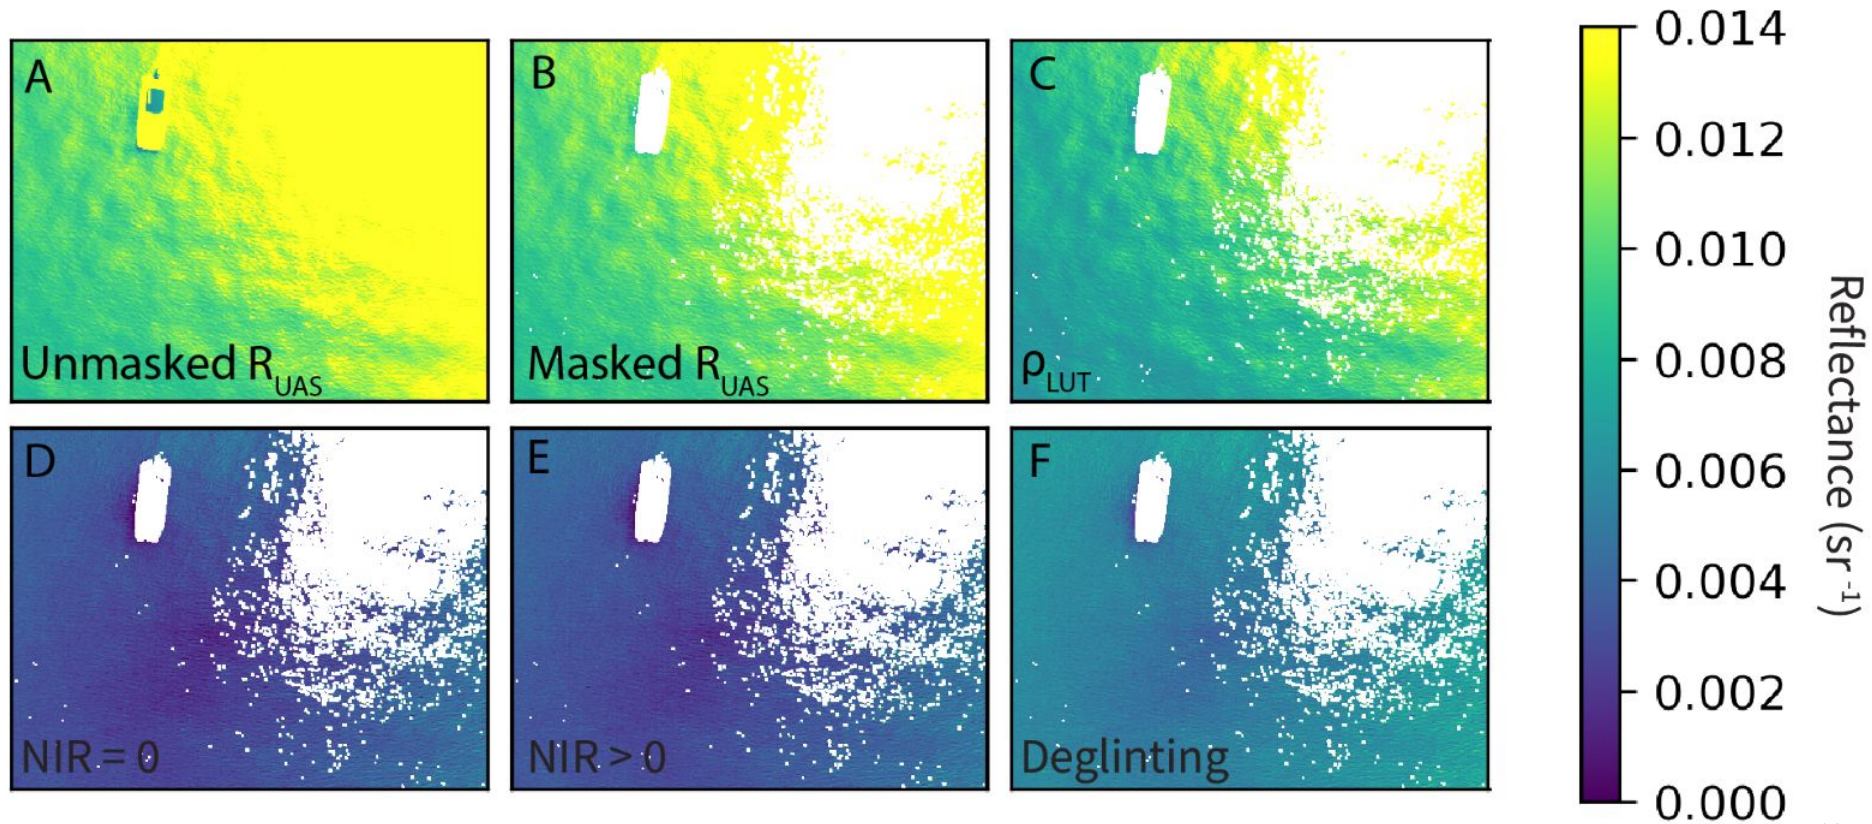 A
B
C
Unmasked R_UAS
Masked R_UAS
ρ_LUT
D
E
F
NIR = 0
NIR > 0
Deglinting
0.014
0.012
0.010
0.008
0.006
0.004
0.002
0.000
Reflectance (sr⁻¹)